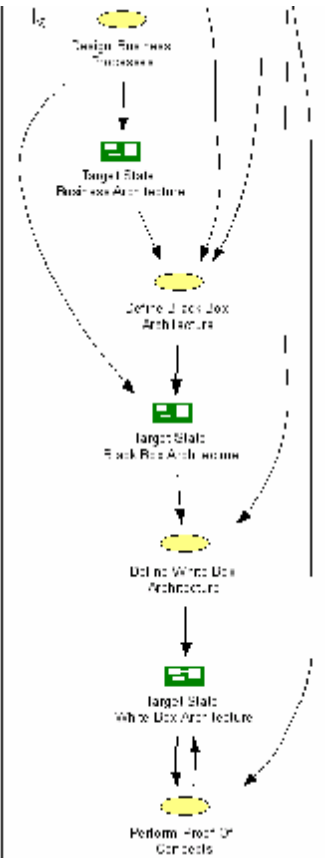 Design Business
Processes
Target State
Business Architecture
Define Black Box
Architecture
Target State
Black Box Architecture
Define White Box
Architecture
Target State
White Box Architecture
Perform Proof Of
Concepts